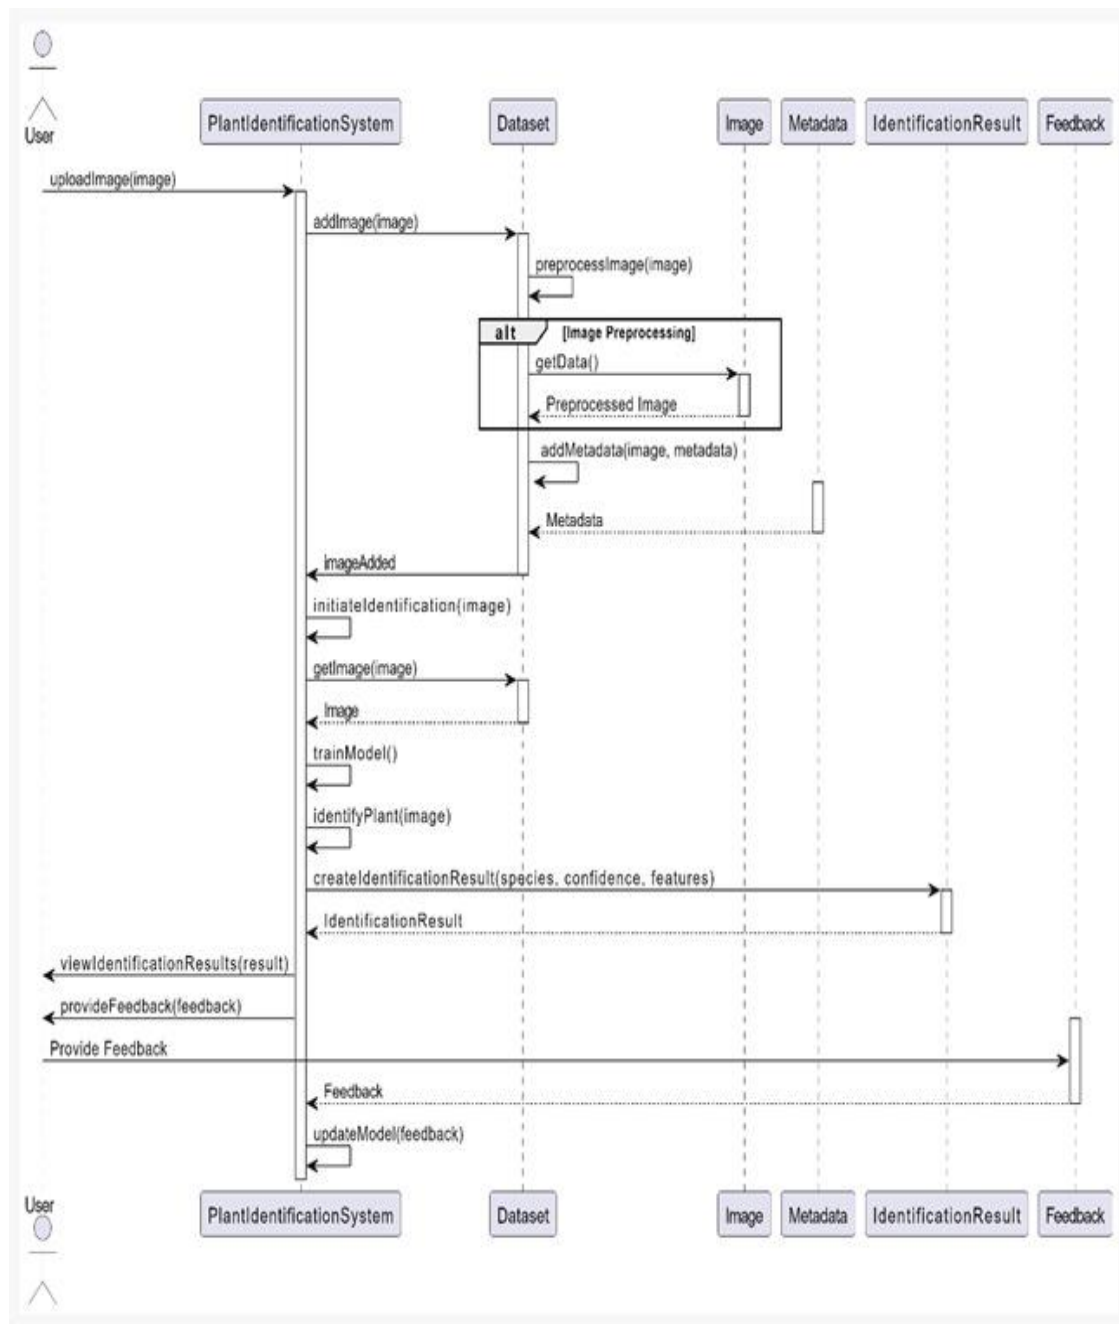 User
PlantIdentificationSystem
Dataset
Image
Metadata
IdentificationResult
Feedback
uploadImage(image)
addImage(image)
preprocessImage(image)
alt
[Image Preprocessing]
getData()
Preprocessed Image
addMetadata(image, metadata)
Metadata
imageAdded
initiateIdentification(image)
getImage(image)
Image
trainModel()
identifyPlant(image)
createIdentificationResult(species, confidence, features)
IdentificationResult
viewIdentificationResults(result)
provideFeedback(feedback)
Provide Feedback
Feedback
updateModel(feedback)
User
PlantIdentificationSystem
Dataset
Image
Metadata
IdentificationResult
Feedback